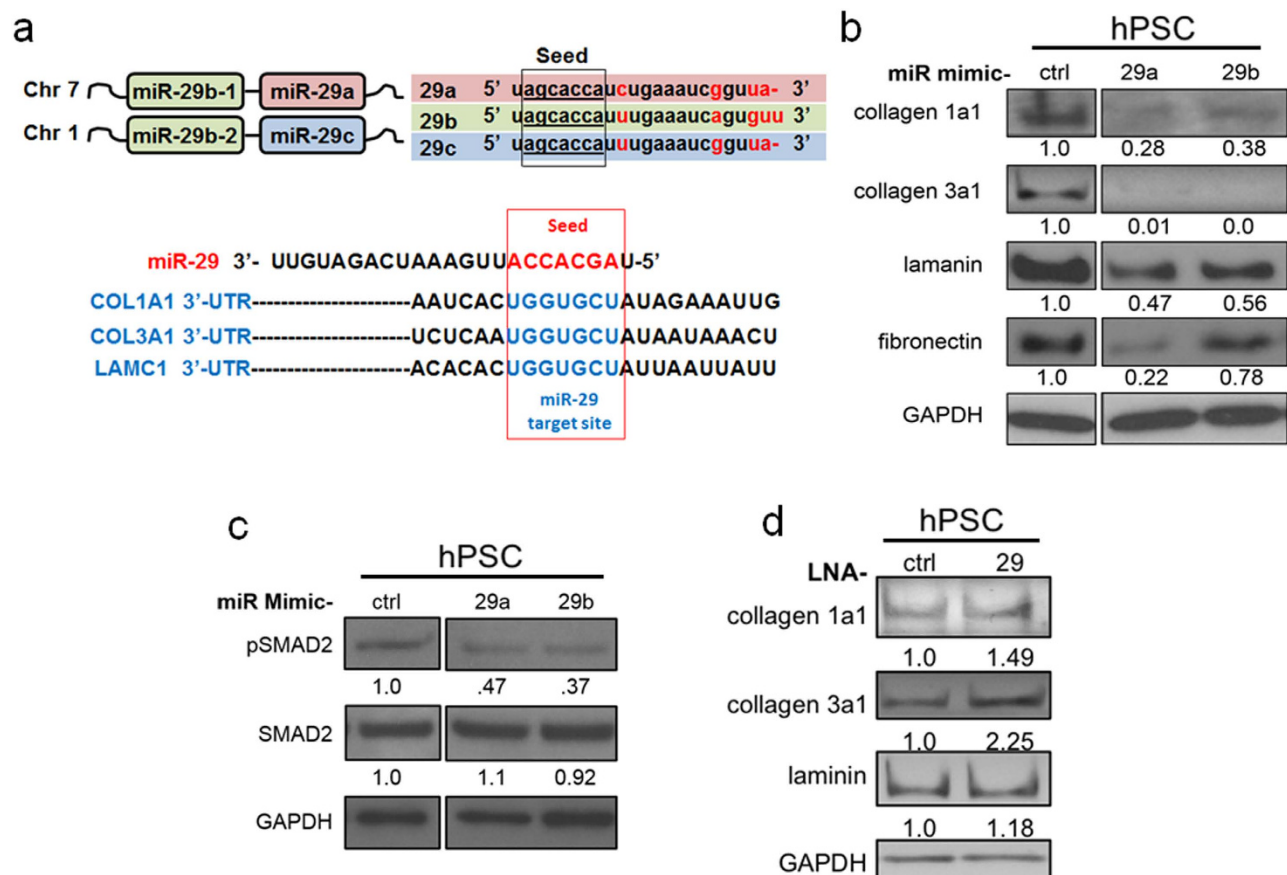 a
Seed
Chr 7 miR-29b-1 miR-29a
Chr 1 miR-29b-2 miR-29c
29a 5’ uagcaccaucugaaaucgguua- 3’
29b 5’ uagcaccauuugaaaucaguguu 3’
29c 5’ uagcaccauuugaaaucgguua- 3’
Seed
miR-29 3’- UUGUAGACUAAAGUUACCACGAU-5’
COL1A1 3’-UTR----------------------AAUCACUGGUGCUAUAGAAAUUG
COL3A1 3’-UTR----------------------UCUCAAUGGUGCUAUAAUAAACU
LAMC1 3’-UTR----------------------ACACACUGGUGCUAUUAAUUAUU
miR-29
target site
b
hPSC
miR mimic- ctrl 29a 29b
collagen 1a1
1.0 0.28 0.38
collagen 3a1
1.0 0.01 0.0
lamanin
1.0 0.47 0.56
fibronectin
1.0 0.22 0.78
GAPDH
c
hPSC
miR Mimic- ctrl 29a 29b
pSMAD2
1.0 .47 .37
SMAD2
1.0 1.1 0.92
GAPDH
d
hPSC
LNA- ctrl 29
collagen 1a1
1.0 1.49
collagen 3a1
1.0 2.25
laminin
1.0 1.18
GAPDH